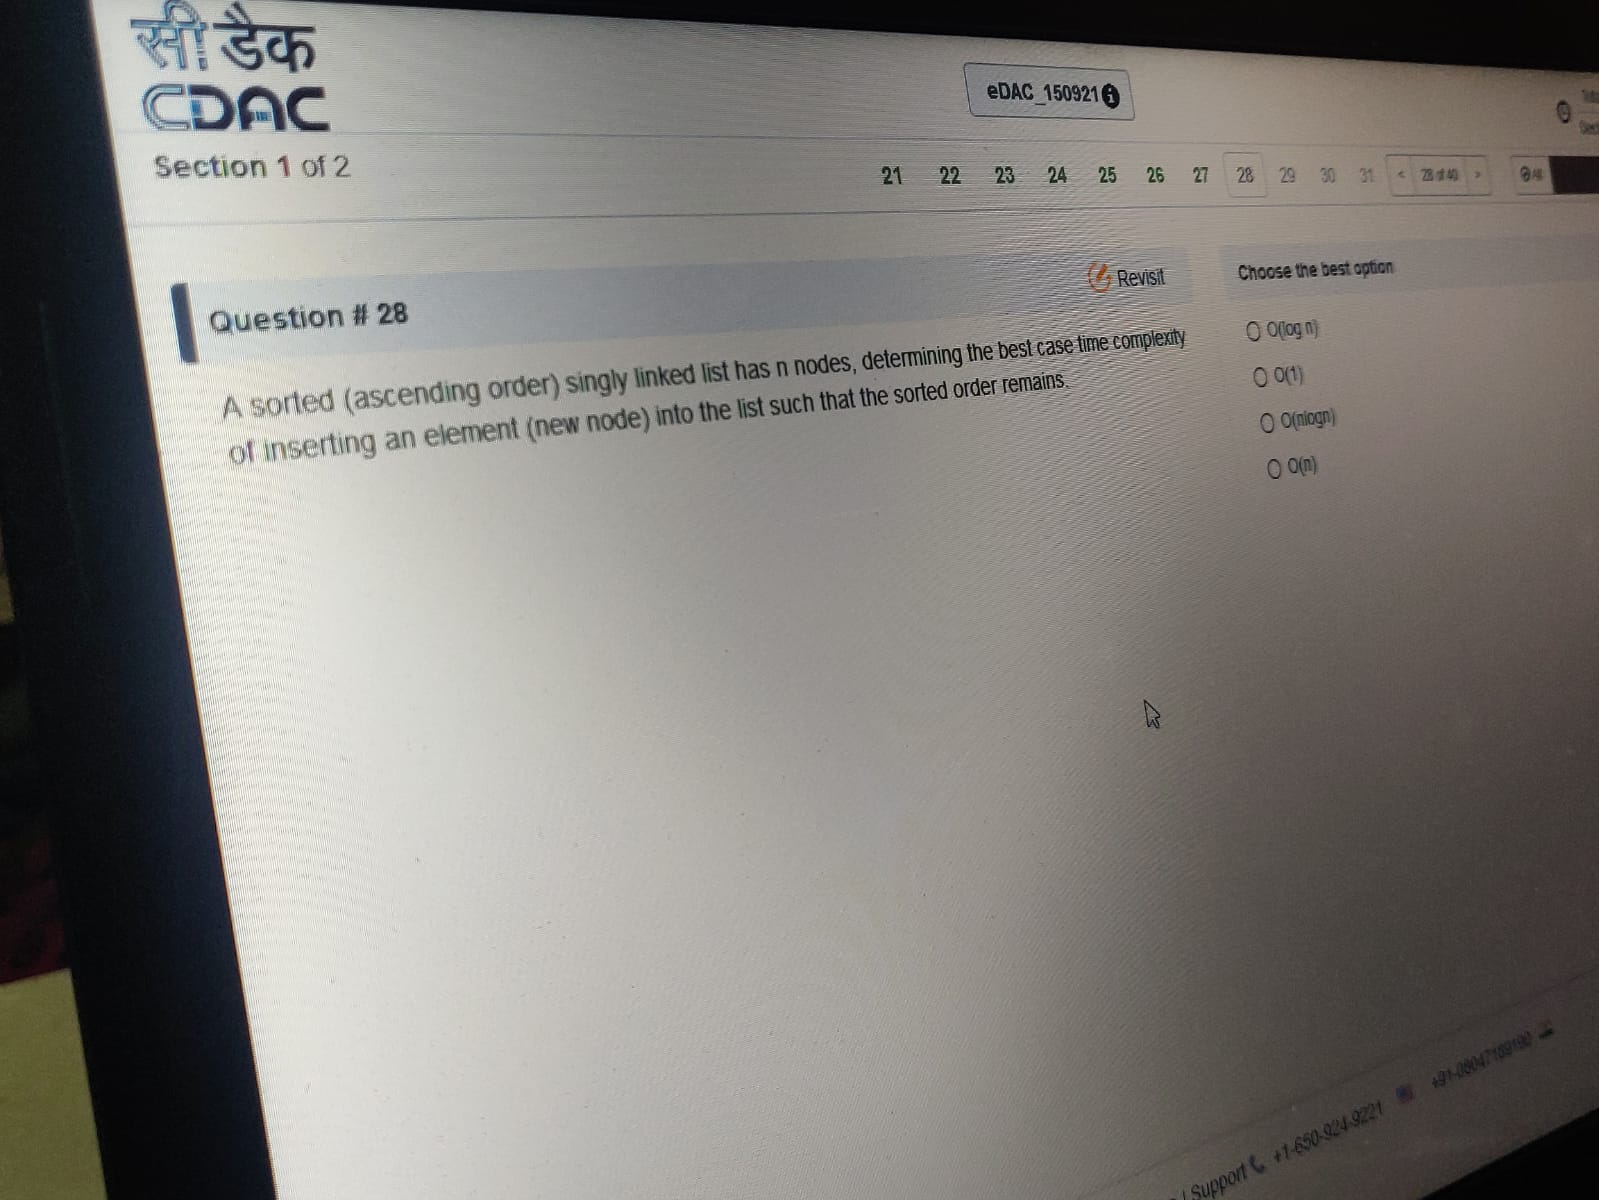 सी डैक
CDAC
eDAC_150921
Section 1 of 2
21 22 23 24 25 26 27 28 29 30 31 < 28 of 40 >
All
Question # 28
Revisit
A sorted (ascending order) singly linked list has n nodes, determining the best case time complexity
of inserting an element (new node) into the list such that the sorted order remains.
Choose the best option
O(log n)
O(1)
O(nlogn)
O(n)
Support +1-650-924-9221 +91-08047189190